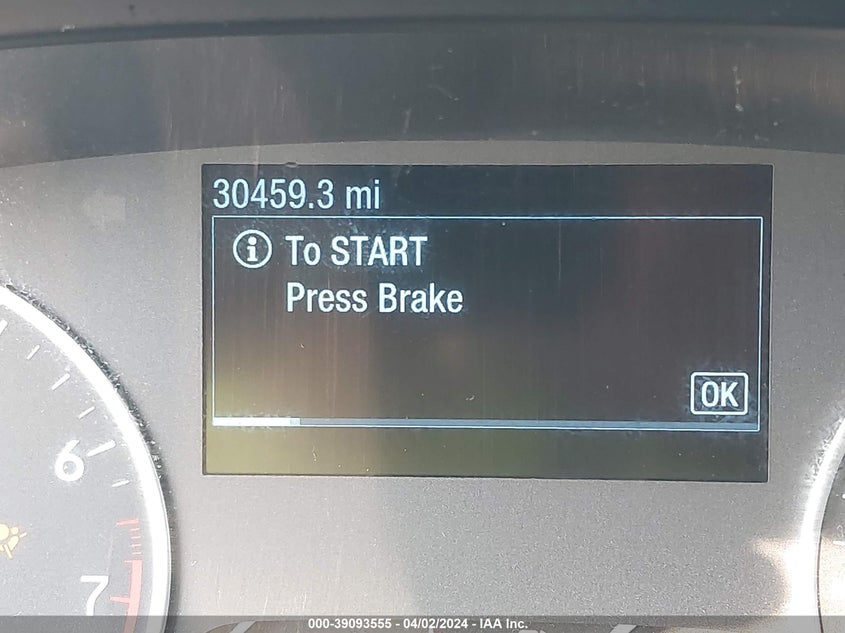 30459.3 mi
i To START
Press Brake
OK
6
7
000-39093555 - 04/02/2024 - IAA Inc.